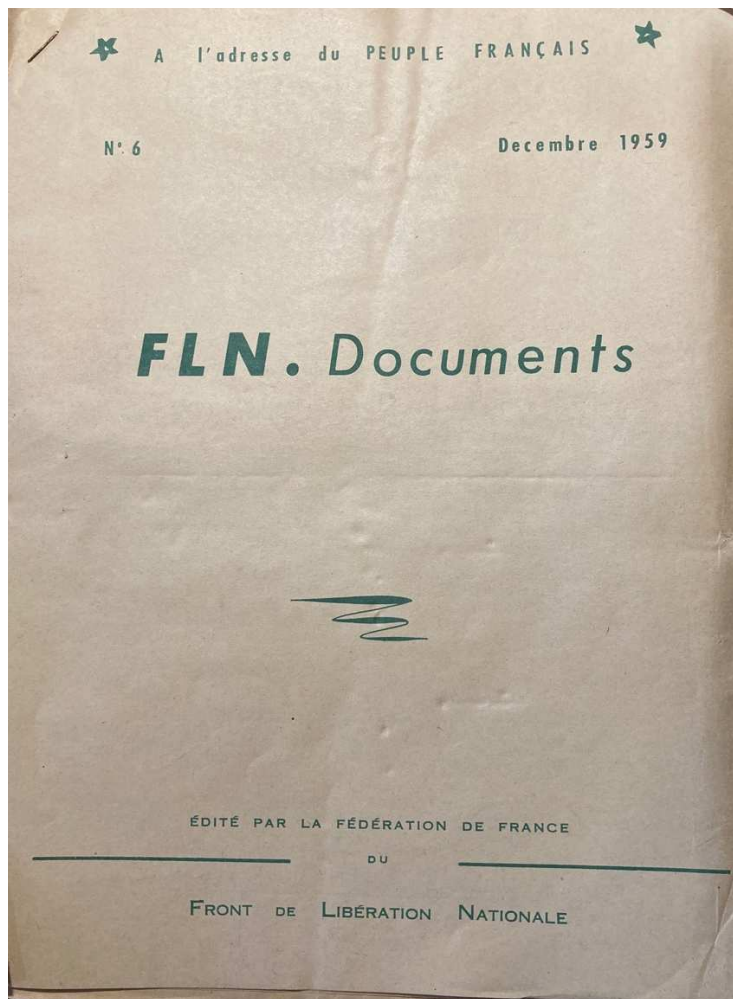 A l'adresse du PEUPLE FRANÇAIS
N° 6 Decembre 1959
FLN. Documents
ÉDITÉ PAR LA FÉDÉRATION DE FRANCE
DU
FRONT DE LIBÉRATION NATIONALE